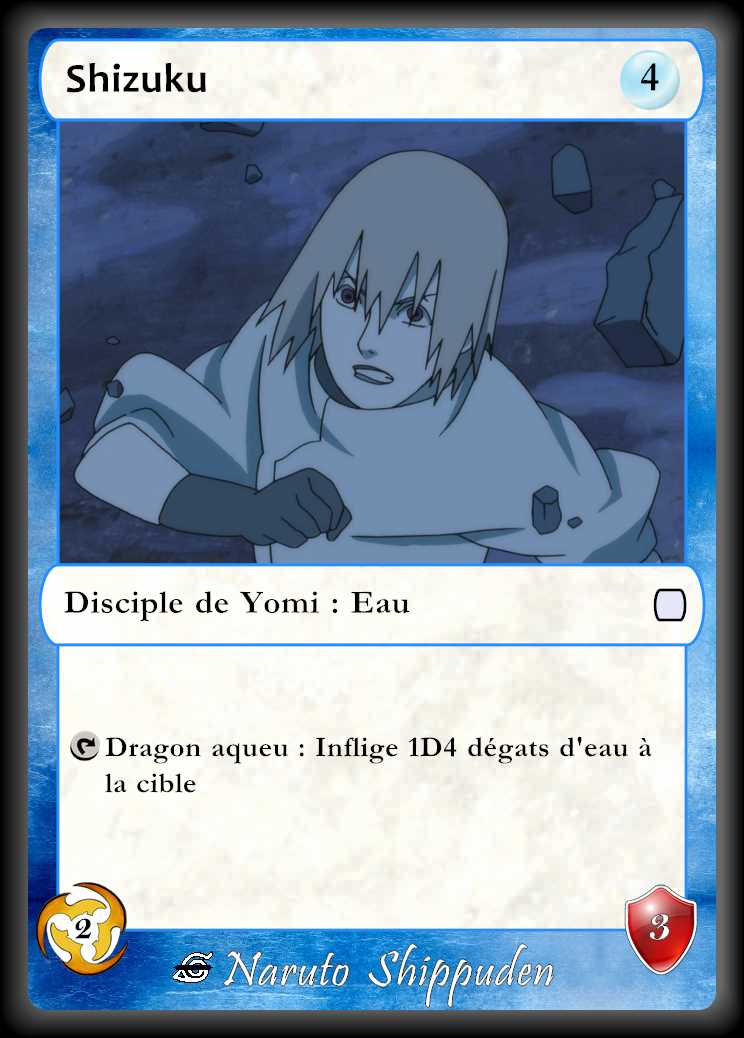 Shizuku
4
Disciple de Yomi : Eau
Dragon aqueu : Inflige 1D4 dégats d'eau à
la cible
2
3
Naruto Shippuden